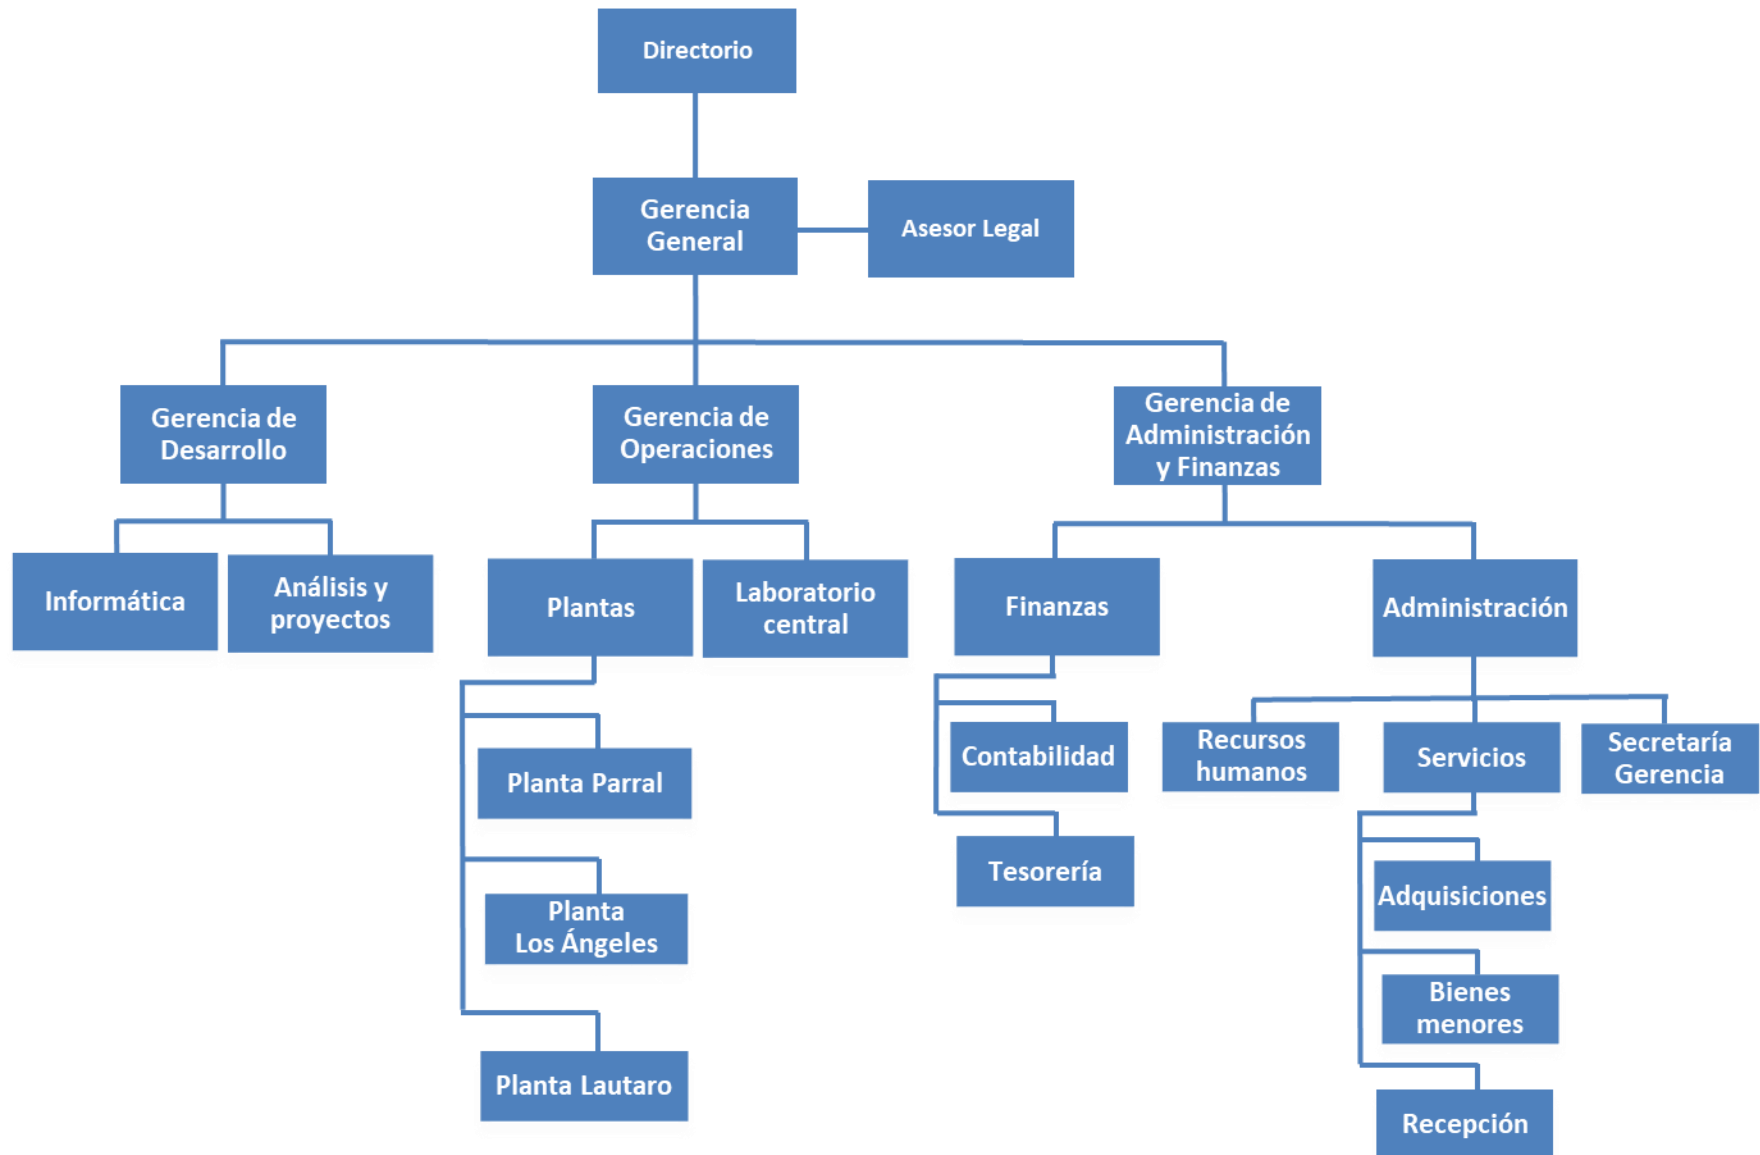 Directorio
Gerencia
General
Asesor Legal
Gerencia de
Desarrollo
Gerencia de
Operaciones
Gerencia de
Administración
y Finanzas
Informática
Análisis y
proyectos
Plantas
Laboratorio
central
Finanzas
Administración
Planta Parral
Planta
Los Ángeles
Planta Lautaro
Contabilidad
Tesorería
Recursos
humanos
Servicios
Secretaría
Gerencia
Adquisiciones
Bienes
menores
Recepción